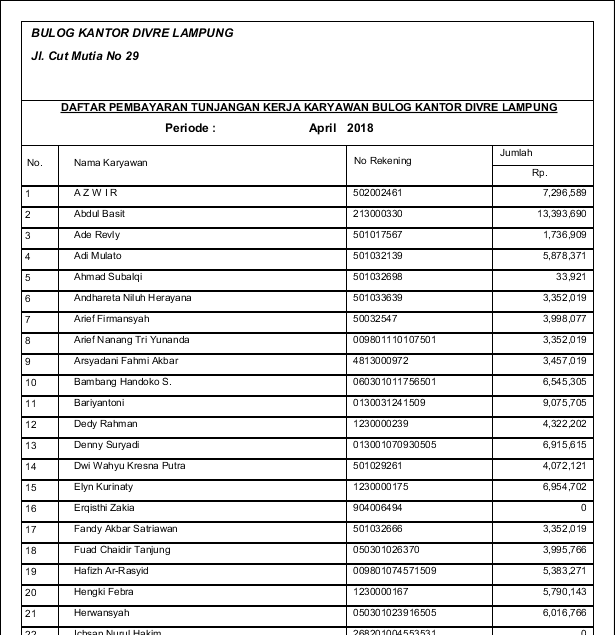 BULOG KANTOR DIVRE LAMPUNG
Jl. Cut Mutia No 29
DAFTAR PEMBAYARAN TUNJANGAN KERJA KARYAWAN BULOG KANTOR DIVRE LAMPUNG
Periode : April 2018
No. Nama Karyawan No Rekening Jumlah
Rp.
1 A Z W I R 502002461 7,296,589
2 Abdul Basit 213000330 13,393,690
3 Ade Revly 501017567 1,736,909
4 Adi Mulato 501032139 5,878,371
5 Ahmad Subalqi 501032698 33,921
6 Andhareta Niluh Herayana 501033639 3,352,019
7 Arief Firmansyah 50032547 3,998,077
8 Arief Nanang Tri Yunanda 009801110107501 3,352,019
9 Arsyadani Fahmi Akbar 4813000972 3,457,019
10 Bambang Handoko S. 060301011756501 6,545,305
11 Bariyantoni 0130031241509 9,075,705
12 Dedy Rahman 1230000239 4,322,202
13 Denny Suryadi 013001070930505 6,915,615
14 Dwi Wahyu Kresna Putra 501029261 4,072,121
15 Elyn Kurinaty 1230000175 6,954,702
16 Erqisthi Zakia 904006494 0
17 Fandy Akbar Satriawan 501032666 3,352,019
18 Fuad Chaidir Tanjung 050301026370 3,995,766
19 Hafizh Ar-Rasyid 009801074571509 5,383,271
20 Hengki Febra 1230000167 5,790,143
21 Herwansyah 050301023916505 6,016,766
22 Ichsan Nurul Hakim 268201004553531 0